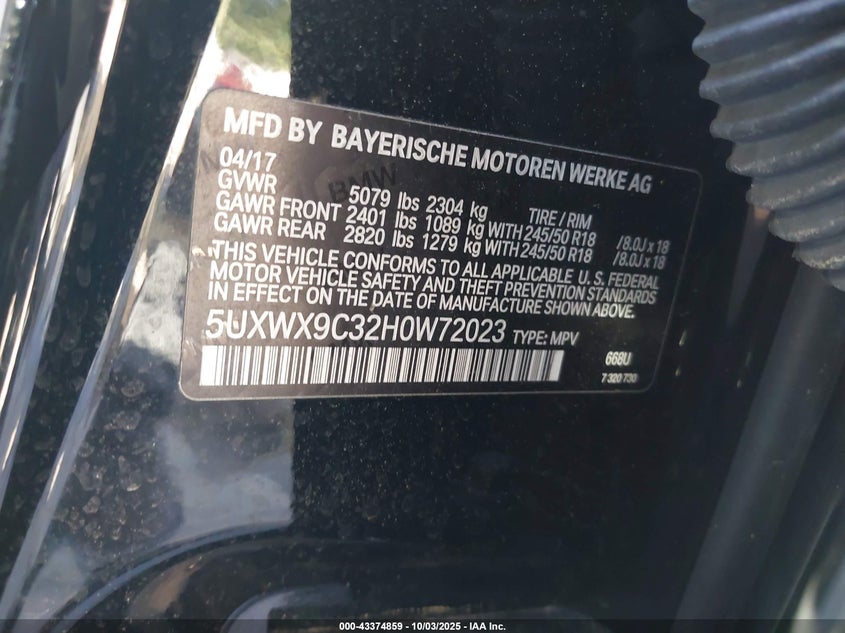 MFD BY BAYERISCHE MOTOREN WERKE AG
04/17
GVWR 5079 lbs 2304 kg TIRE / RIM
GAWR FRONT 2401 lbs 1089 kg WITH 245/50 R18 /8.0J x 18
GAWR REAR 2820 lbs 1279 kg WITH 245/50 R18 /8.0J x 18
THIS VEHICLE CONFORMS TO ALL APPLICABLE U.S. FEDERAL
MOTOR VEHICLE SAFETY AND THEFT PREVENTION STANDARDS
IN EFFECT ON THE DATE OF MANUFACTURE SHOWN ABOVE.
5UXWX9C32H0W72023 TYPE: MPV
668U
7 320 730
BMW
000-43374859 - 10/03/2025 - IAA Inc.